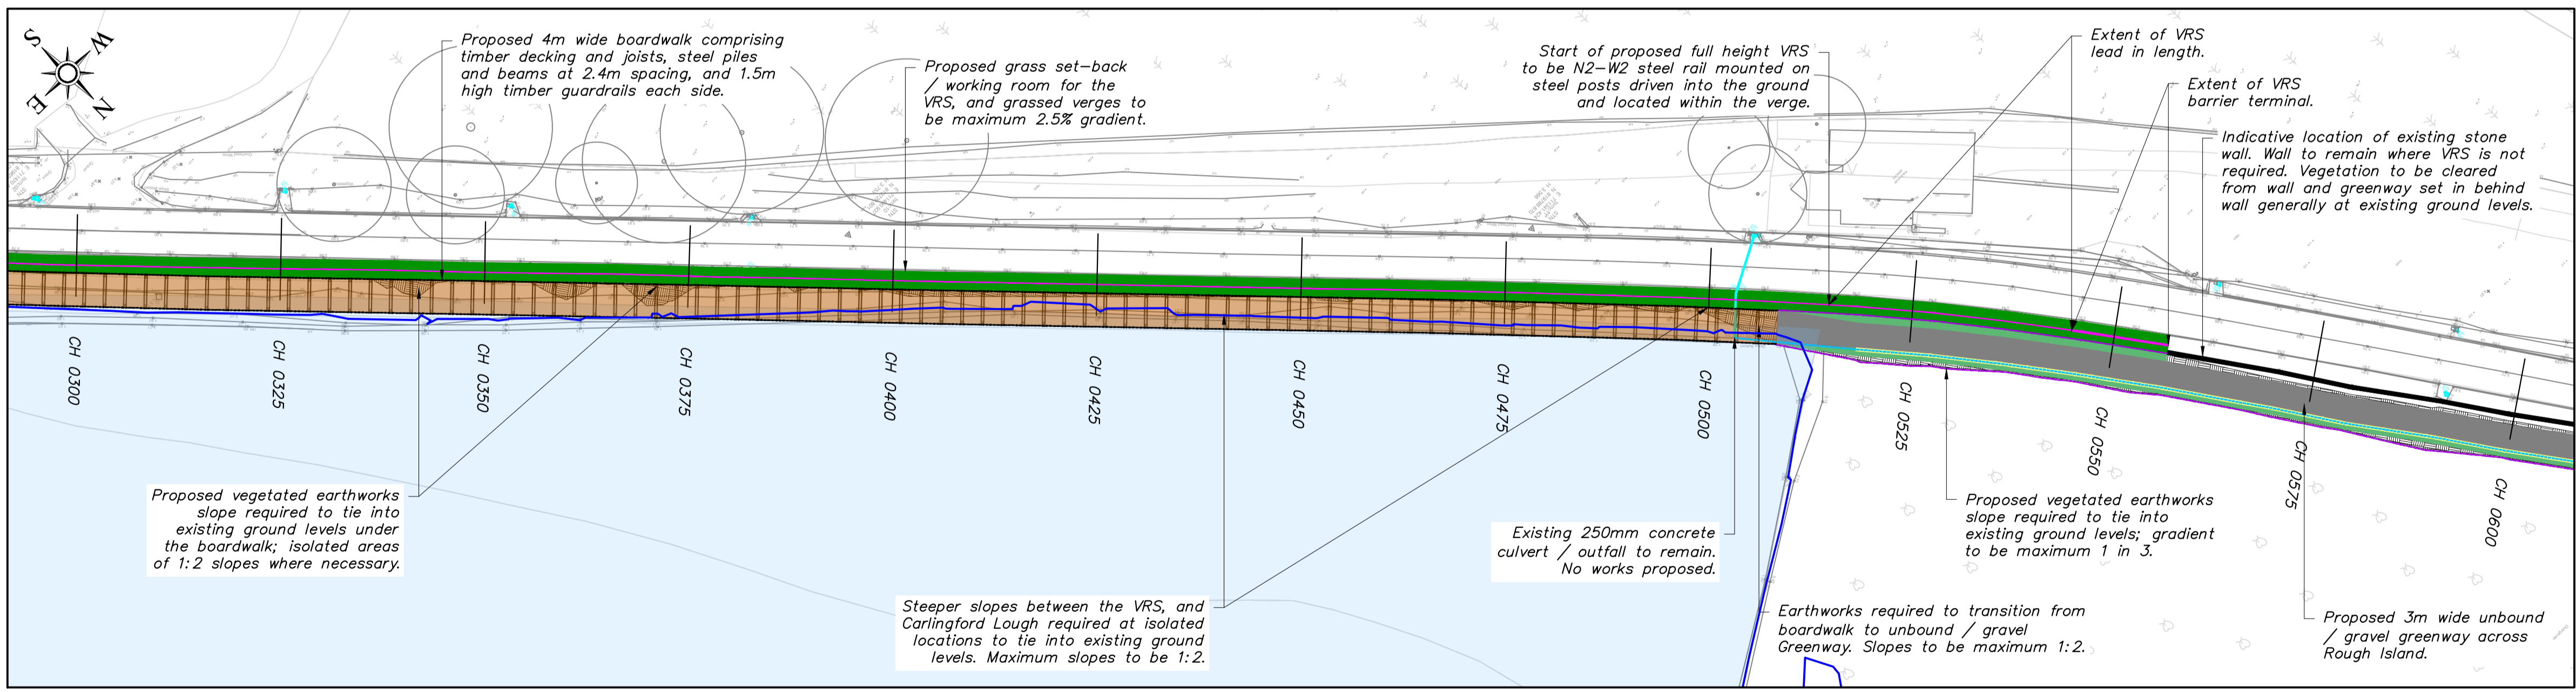 S
W
E
N
Proposed 4m wide boardwalk comprising
timber decking and joists, steel piles
and beams at 2.4m spacing, and 1.5m
high timber guardrails each side.
Proposed grass set-back
/ working room for the
VRS, and grassed verges to
be maximum 2.5% gradient.
Start of proposed full height VRS
to be N2-W2 steel rail mounted on
steel posts driven into the ground
and located within the verge.
Extent of VRS
lead in length.
Extent of VRS
barrier terminal.
Indicative location of existing stone
wall. Wall to remain where VRS is not
required. Vegetation to be cleared
from wall and greenway set in behind
wall generally at existing ground levels.
CH 0300
CH 0325
CH 0350
CH 0375
CH 0400
CH 0425
CH 0450
CH 0475
CH 0500
CH 0525
CH 0550
CH 0575
CH 0600
Proposed vegetated earthworks
slope required to tie into
existing ground levels under
the boardwalk; isolated areas
of 1:2 slopes where necessary.
Steeper slopes between the VRS, and
Carlingford Lough required at isolated
locations to tie into existing ground
levels. Maximum slopes to be 1:2.
Existing 250mm concrete
culvert / outfall to remain.
No works proposed.
Earthworks required to transition from
boardwalk to unbound / gravel
Greenway. Slopes to be maximum 1:2.
Proposed vegetated earthworks
slope required to tie into
existing ground levels; gradient
to be maximum 1 in 3.
Proposed 3m wide unbound
/ gravel greenway across
Rough Island.